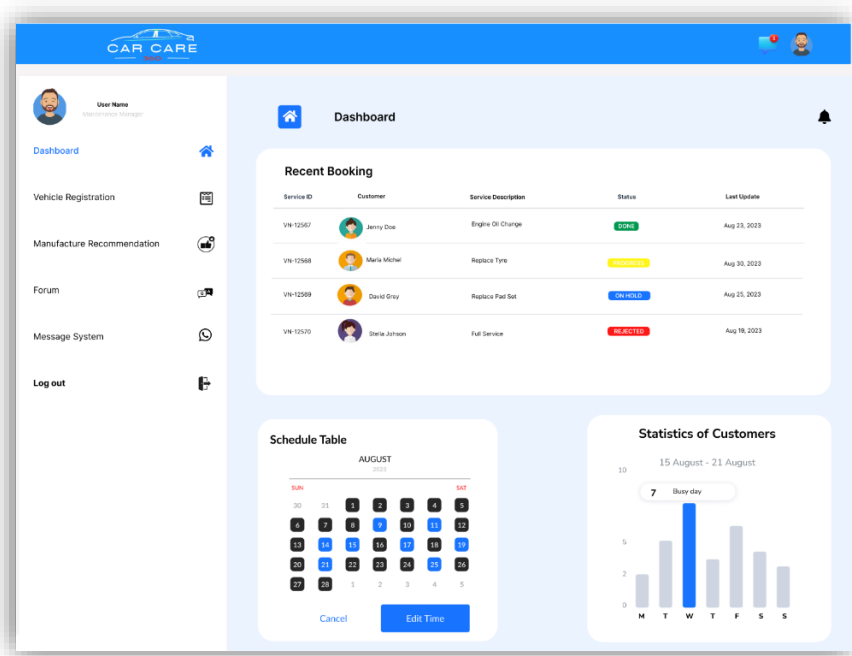 CAR CARE
1
User Name
Maintenance Manager
Dashboard
Vehicle Registration
Manufacture Recommendation
Forum
Message System
Log out
Dashboard
Recent Booking
Service ID Customer Service Description Status Last Update
VN-12567 Jenny Doe Engine Oil Change DONE Aug 23, 2023
VN-12568 Maria Michel Replace Tyre PROGRESS Aug 30, 2023
VN-12569 David Grey Replace Pad Set ON HOLD Aug 25, 2023
VN-12570 Stella Johson Full Service REJECTED Aug 19, 2023
Schedule Table
AUGUST
2023
SUN SAT
30 31 1 2 3 4 5
6 7 8 9 10 11 12
13 14 15 16 17 18 19
20 21 22 23 24 25 26
27 28 1 2 3 4 5
Cancel Edit Time
Statistics of Customers
15 August - 21 August
10
7 Busy day
5
2
0
M T W T F S S